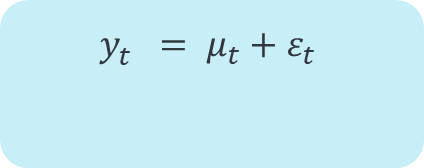 yₜ = μₜ + εₜ